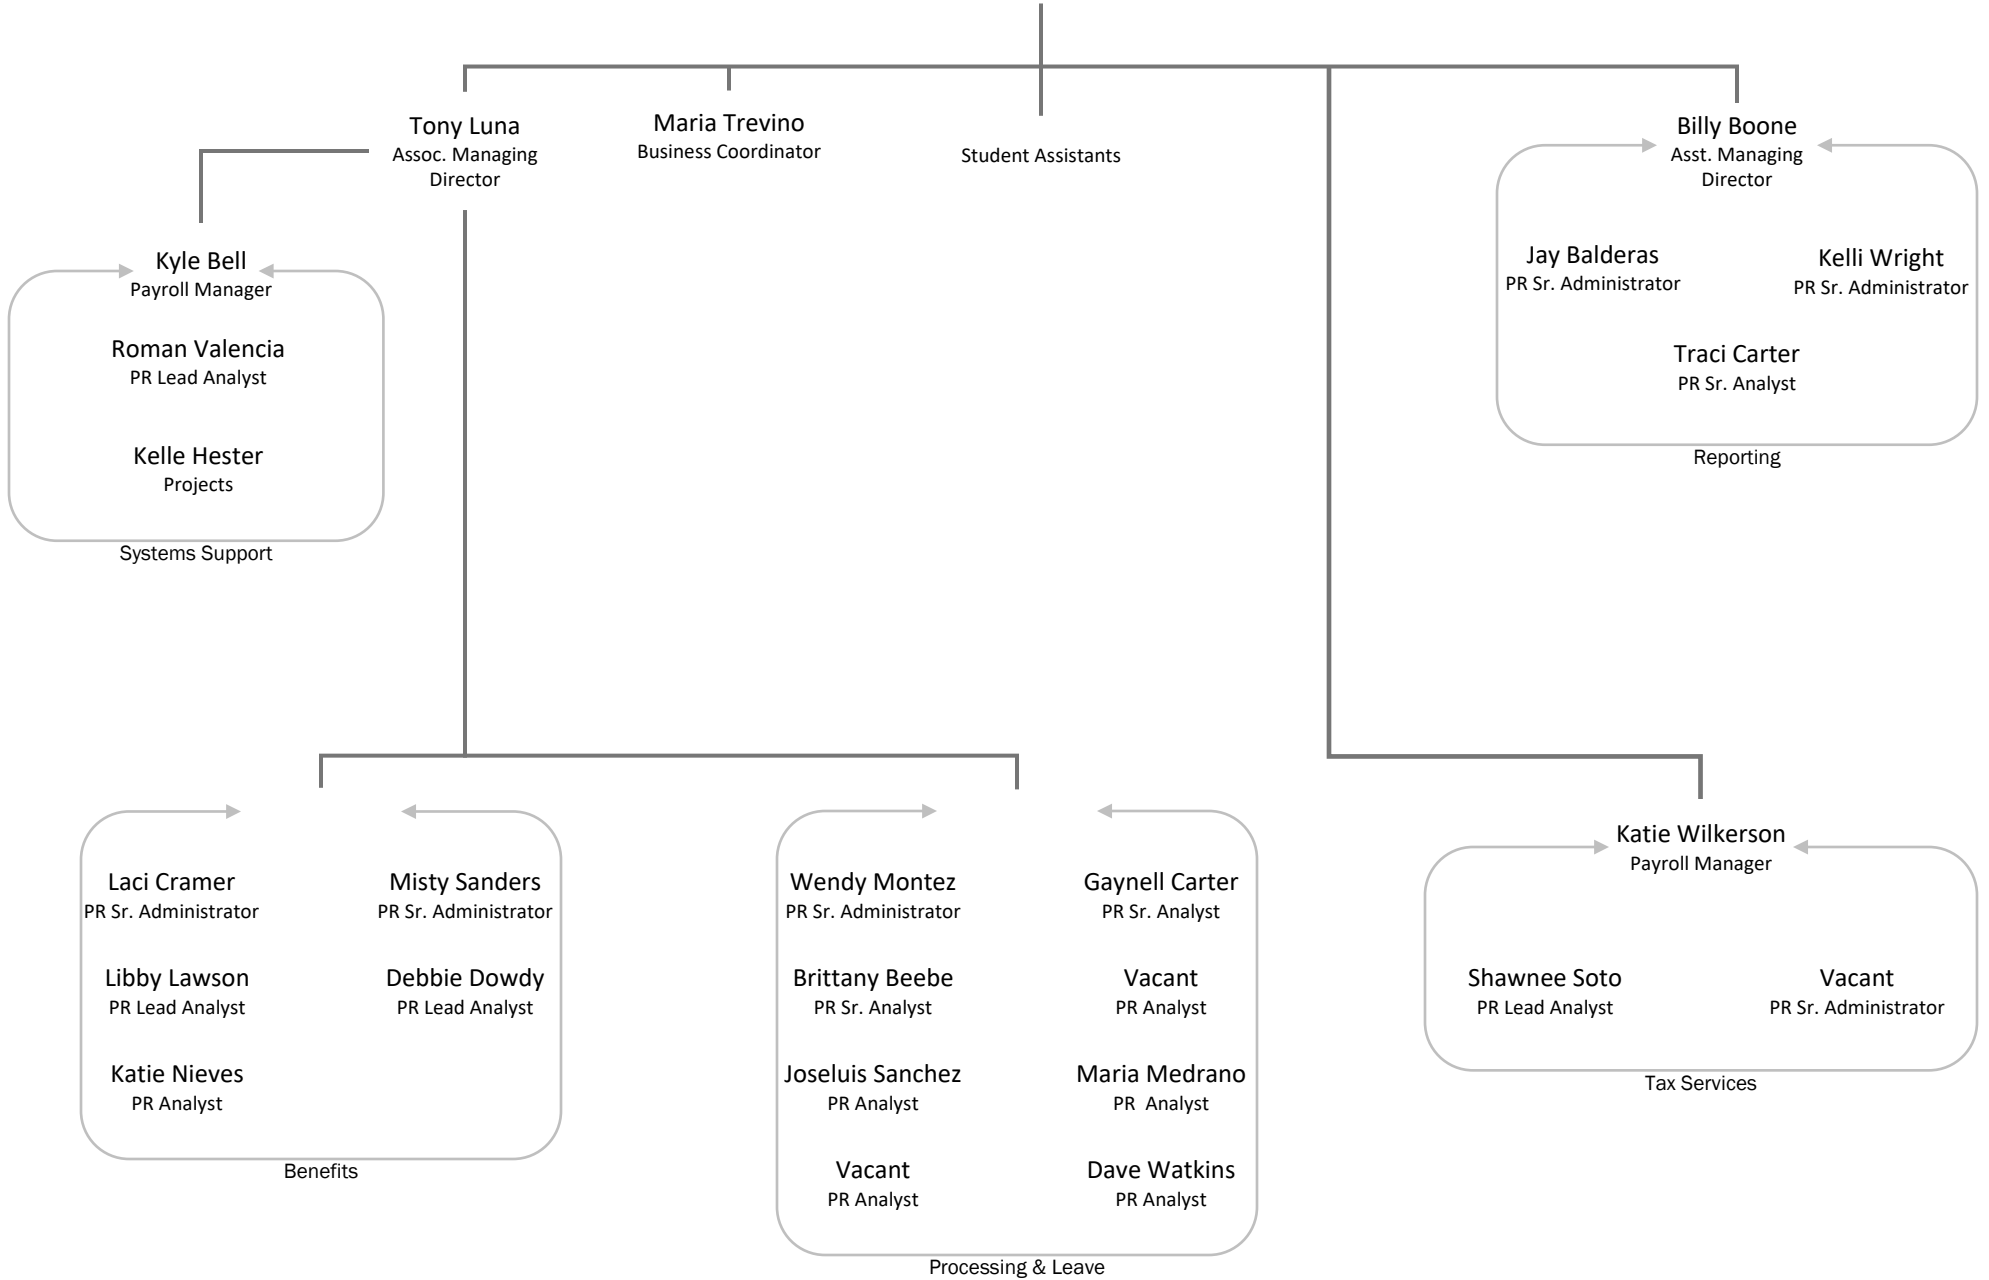 Tony Luna
Assoc. Managing
Director
Maria Trevino
Business Coordinator
Student Assistants
Billy Boone
Asst. Managing
Director
Kyle Bell
Payroll Manager
Roman Valencia
PR Lead Analyst
Kelle Hester
Projects
Systems Support
Jay Balderas
PR Sr. Administrator
Kelli Wright
PR Sr. Administrator
Traci Carter
PR Sr. Analyst
Reporting
Laci Cramer
PR Sr. Administrator
Misty Sanders
PR Sr. Administrator
Libby Lawson
PR Lead Analyst
Debbie Dowdy
PR Lead Analyst
Katie Nieves
PR Analyst
Benefits
Wendy Montez
PR Sr. Administrator
Gaynell Carter
PR Sr. Analyst
Brittany Beebe
PR Sr. Analyst
Vacant
PR Analyst
Joseluis Sanchez
PR Analyst
Maria Medrano
PR  Analyst
Vacant
PR Analyst
Dave Watkins
PR Analyst
Processing & Leave
Katie Wilkerson
Payroll Manager
Shawnee Soto
PR Lead Analyst
Vacant
PR Sr. Administrator
Tax Services